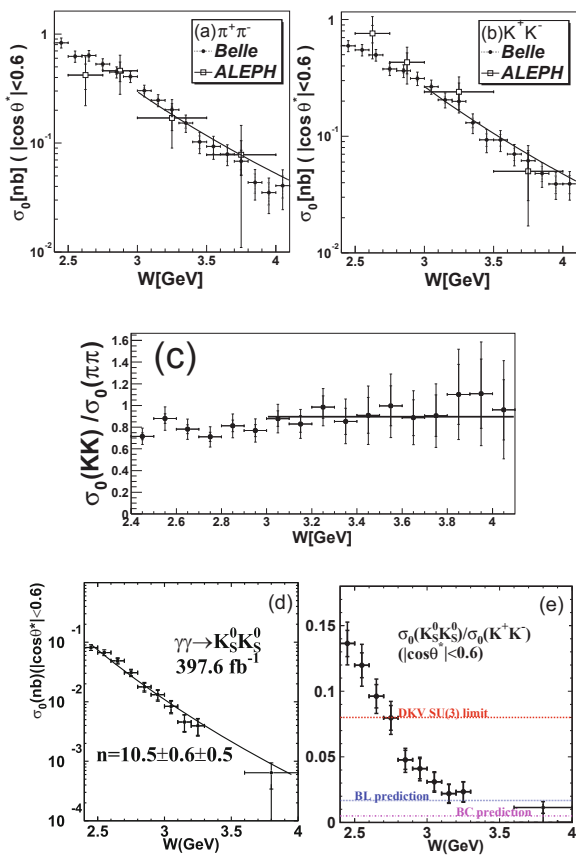 (a)π⁺π⁻
Belle
ALEPH
1
10⁻¹
10⁻²
σ₀[nb] ( |cos θ*|<0.6 )
2.5 3 3.5 4
W[GeV]
(b)K⁺K⁻
Belle
ALEPH
1
10⁻¹
10⁻²
σ₀[nb] ( |cos θ*|<0.6 )
2.5 3 3.5 4
W[GeV]
(c)
1.6
1.4
1.2
1
0.8
0.6
0.4
0.2
0
σ₀(KK) /σ₀(ππ)
2.4 2.6 2.8 3 3.2 3.4 3.6 3.8 4
W[GeV]
(d)
γγ→K⁰_S K⁰_S
397.6 fb⁻¹
n=10.5±0.6±0.5
10⁻¹
10⁻²
10⁻³
10⁻⁴
σ₀(nb)(|cosθ*|<0.6)
2.5 3 3.5 4
W(GeV)
(e)
σ₀(K⁰_S K⁰_S)/σ₀(K⁺K⁻)
(|cosθ*|<0.6)
0.15
0.1
DKV SU(3) limit
0.05
BL prediction
BC prediction
0
2.5 3 3.5 4
W(GeV)